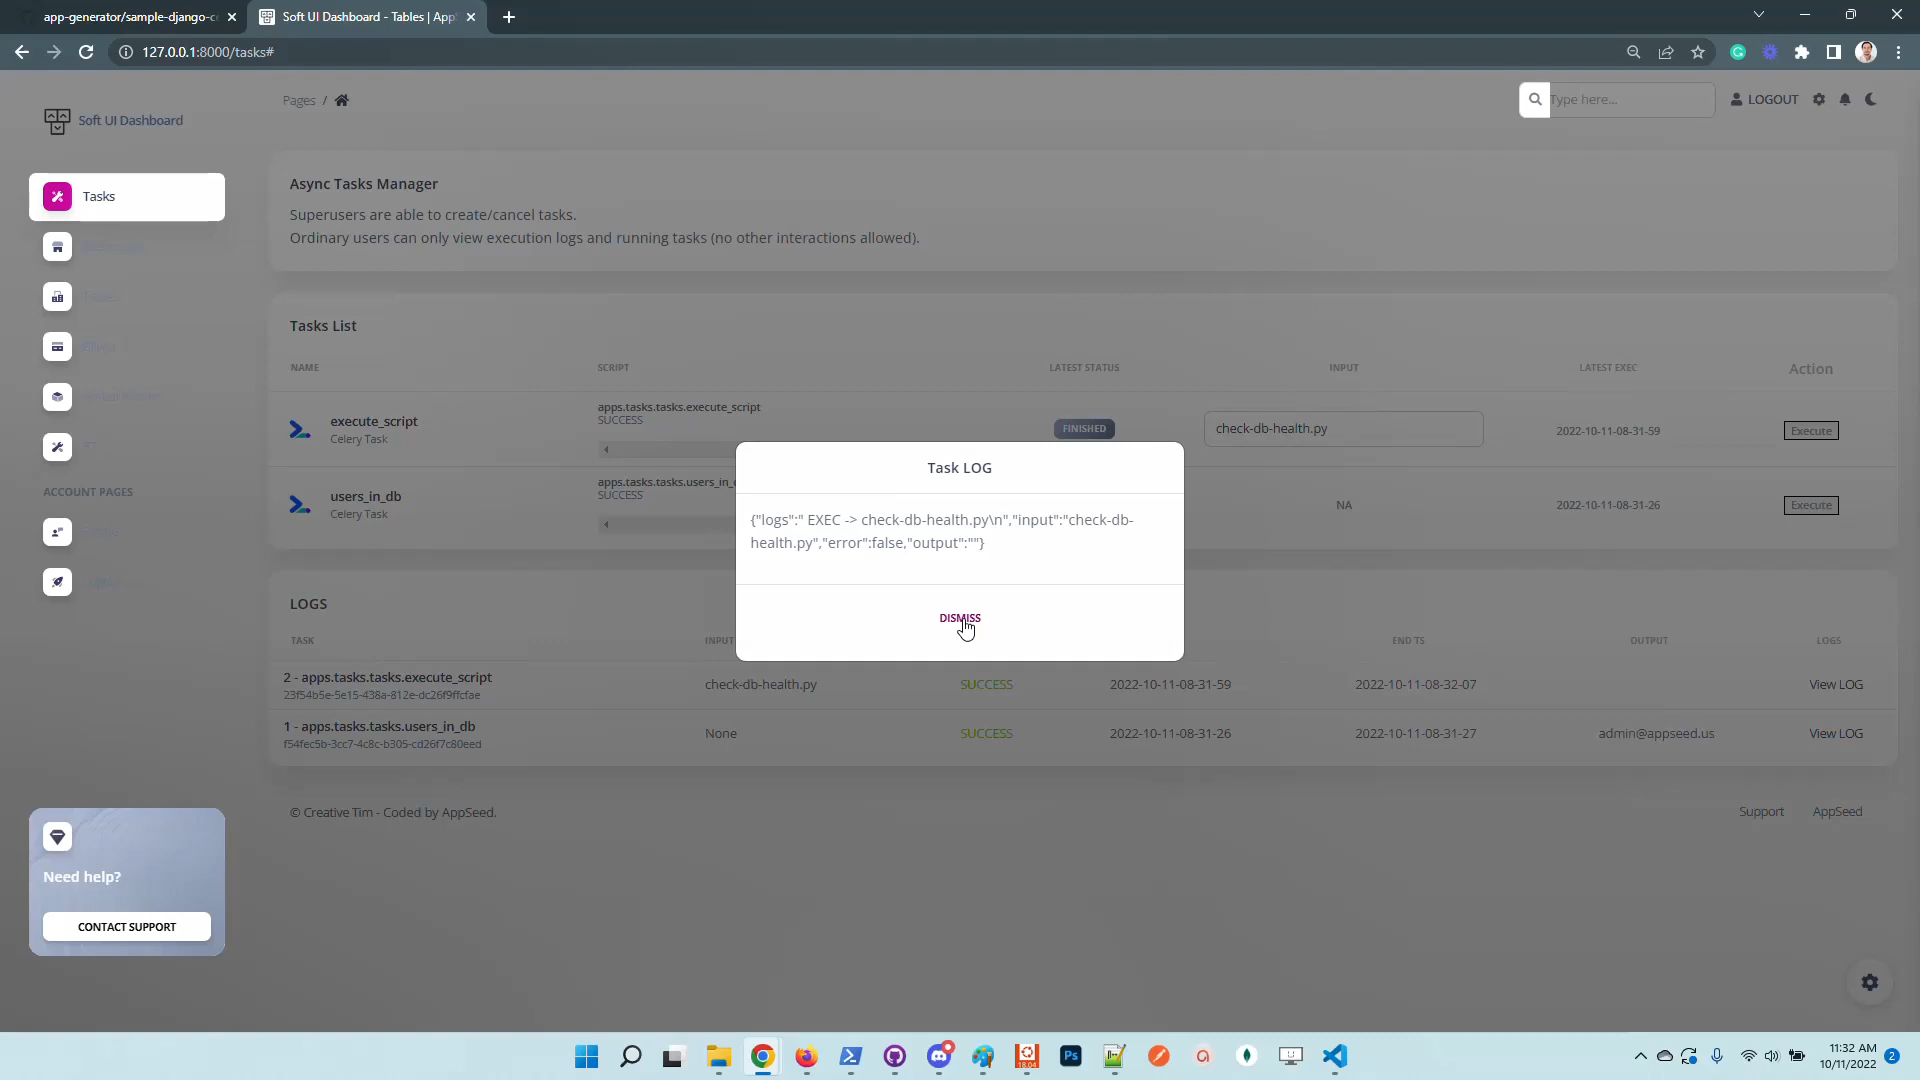 app-generator/sample-django-c
Soft UI Dashboard - Tables | App
127.0.0.1:8000/tasks#
Soft UI Dashboard
Pages /
Type here...
LOGOUT
Tasks
Async Tasks Manager
Superusers are able to create/cancel tasks.
Ordinary users can only view execution logs and running tasks (no other interactions allowed).
Tasks List
NAME SCRIPT LATEST STATUS INPUT LATEST EXEC Action
execute_script
Celery Task
apps.tasks.tasks.execute_script
SUCCESS
FINISHED
check-db-health.py
2022-10-11-08-31-59
Execute
users_in_db
Celery Task
apps.tasks.tasks.users_in_
SUCCESS
NA
2022-10-11-08-31-26
Execute
Task LOG
{"logs":" EXEC -> check-db-health.py\n","input":"check-db-
health.py","error":false,"output":""}
DISMISS
ACCOUNT PAGES
LOGS
TASK INPUT END TS OUTPUT LOGS
2 - apps.tasks.tasks.execute_script
23f54b5e-5e15-438a-812e-dc26f9ffcfae
check-db-health.py SUCCESS 2022-10-11-08-31-59 2022-10-11-08-32-07 View LOG
1 - apps.tasks.tasks.users_in_db
f54fec5b-3cc7-4c8c-b305-cd26f7c80eed
None SUCCESS 2022-10-11-08-31-26 2022-10-11-08-31-27 admin@appseed.us View LOG
© Creative Tim - Coded by AppSeed.
Support AppSeed
Need help?
CONTACT SUPPORT
Ps
18.04
11:32 AM
10/11/2022
2